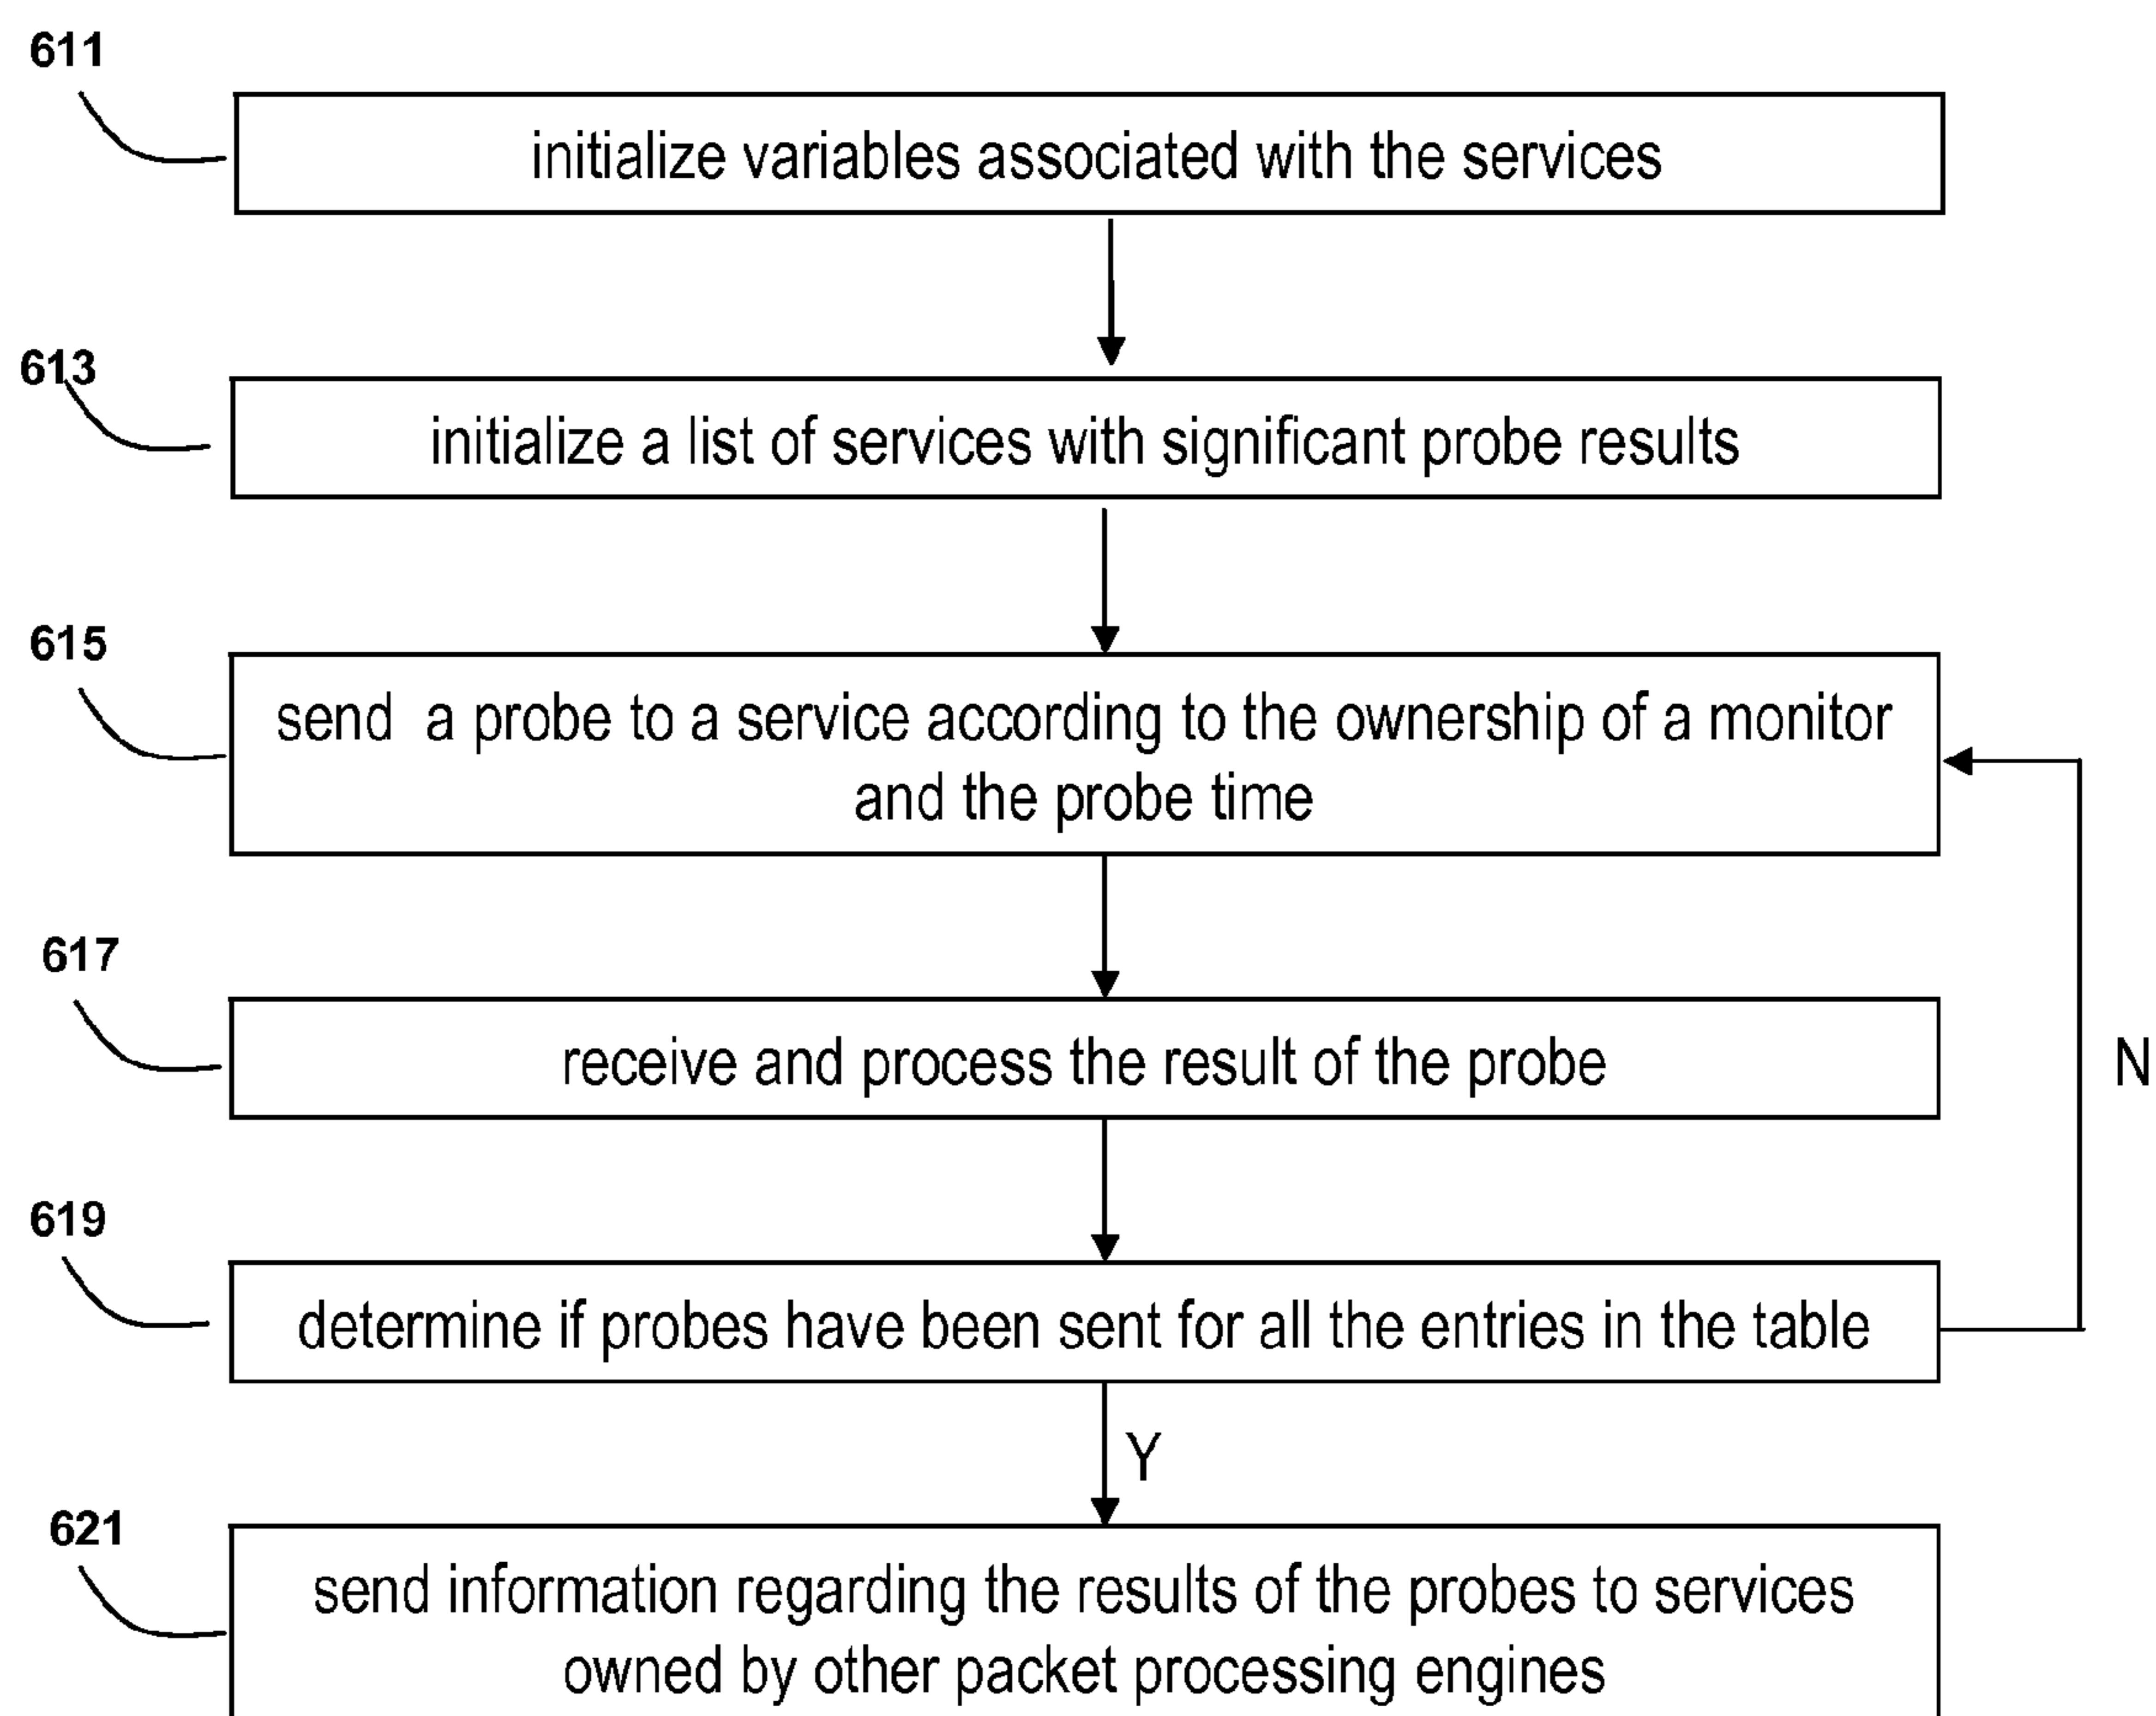 611
initialize variables associated with the services
613
initialize a list of services with significant probe results
615
send a probe to a service according to the ownership of a monitor
and the probe time
617
receive and process the result of the probe
N
619
determine if probes have been sent for all the entries in the table
Y
621
send information regarding the results of the probes to services
owned by other packet processing engines